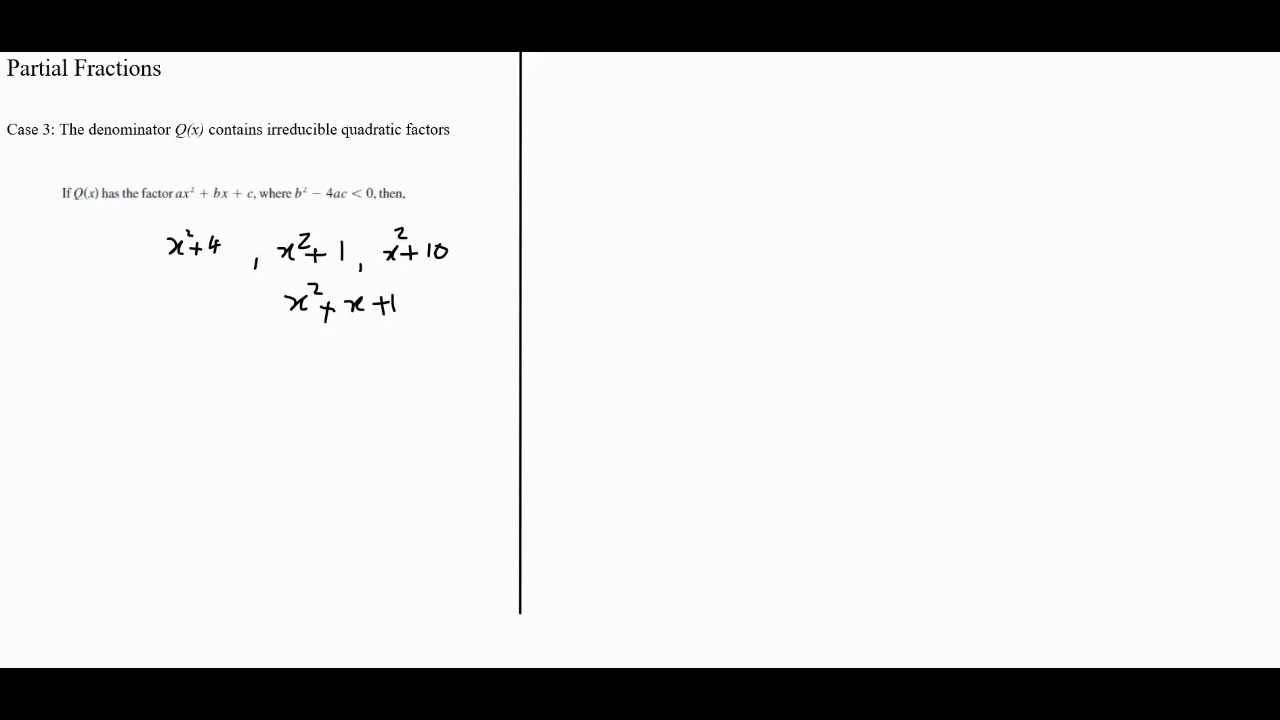 Partial Fractions
Case 3: The denominator Q(x) contains irreducible quadratic factors
If Q(x) has the factor ax² + bx + c, where b² − 4ac < 0, then,
x²+4 , x²+1 , x²+10
x²+x+1